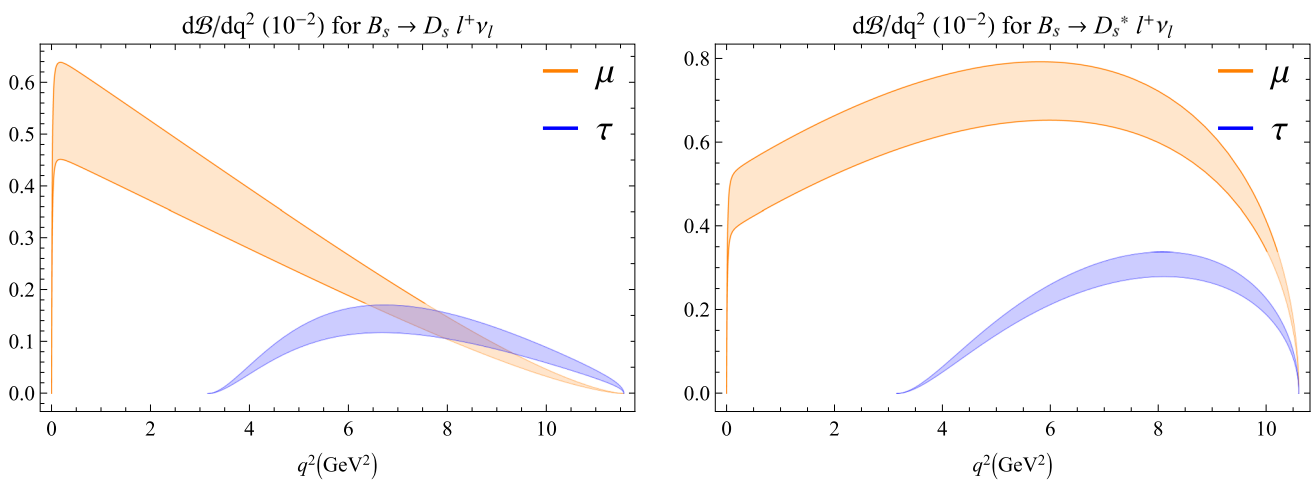 dℬ/dq² (10⁻²) for Bₛ → Dₛ l⁺νₗ
0.6
0.5
0.4
0.3
0.2
0.1
0.0
μ
τ
0 2 4 6 8 10
q²(GeV²)
dℬ/dq² (10⁻²) for Bₛ → Dₛ* l⁺νₗ
0.8
0.6
0.4
0.2
0.0
μ
τ
0 2 4 6 8 10
q²(GeV²)